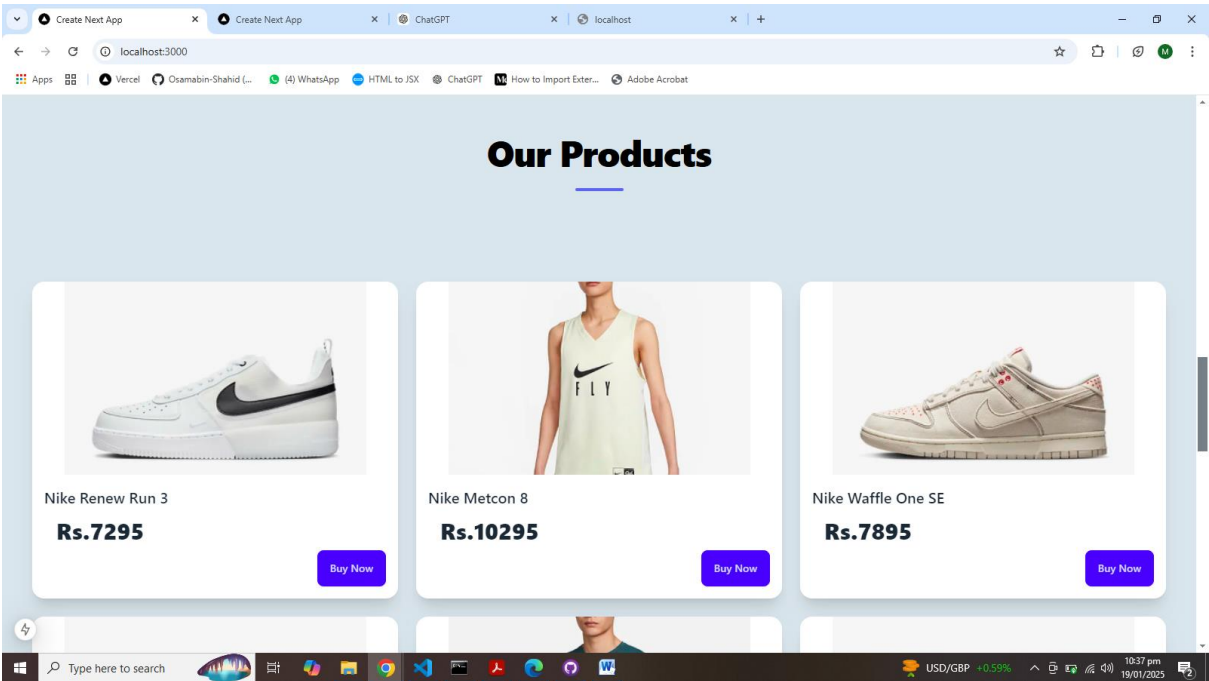 Create Next App
Create Next App
ChatGPT
localhost
localhost:3000
M
Apps
Vercel
Osamabin-Shahid (...
(4) WhatsApp
HTML to JSX
ChatGPT
How to Import Exter...
Adobe Acrobat
Our Products
FLY
Nike Renew Run 3
Nike Metcon 8
Nike Waffle One SE
Rs.7295
Rs.10295
Rs.7895
Buy Now
Buy Now
Buy Now
Type here to search
USD/GBP +0.59%
10:37 pm
19/01/2025